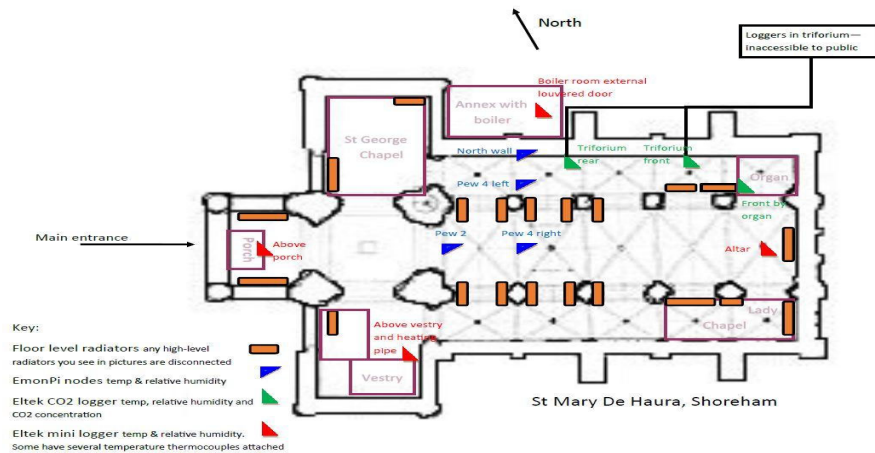 North
Loggers in triforium—
inaccessible to public
Boiler room external
louvered door
Annex with
boiler
St George
Chapel
North wall
Triforium
rear
Triforium
front
Organ
Pew 4 left
Front by
organ
Main entrance
Porch
Above
porch
Pew 2
Pew 4 right
Altar
Key:
Floor level radiators any high-level
radiators you see in pictures are disconnected
EmonPi nodes temp & relative humidity
Eltek CO2 logger temp, relative humidity and
CO2 concentration
Eltek mini logger temp & relative humidity.
Some have several temperature thermocouples attached
Above vestry
and heating
pipe
Vestry
Lady
Chapel
St Mary De Haura, Shoreham